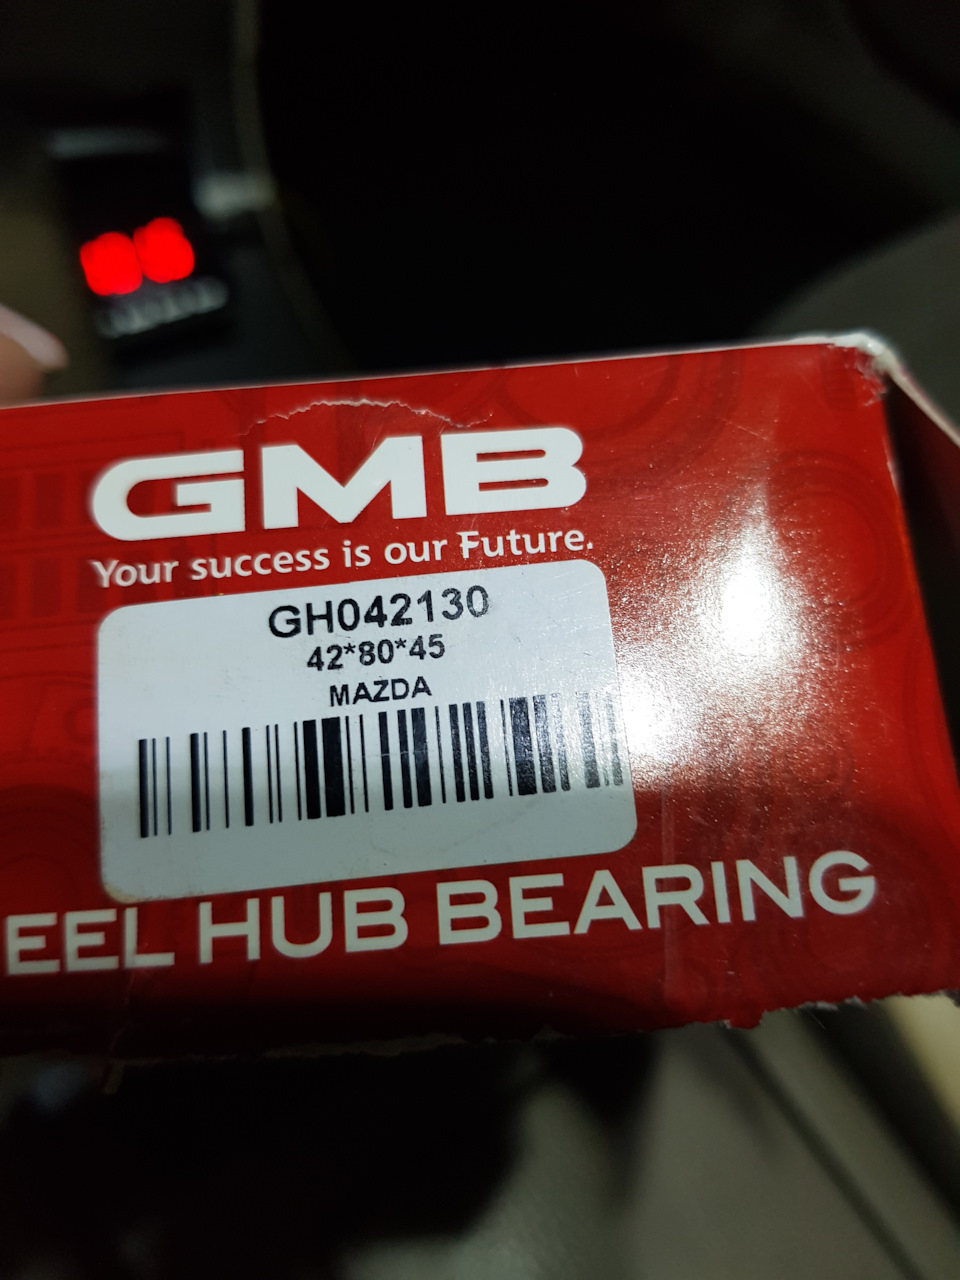 GMB
Your success is our Future.
GH042130
42*80*45
MAZDA
EEL HUB BEARING